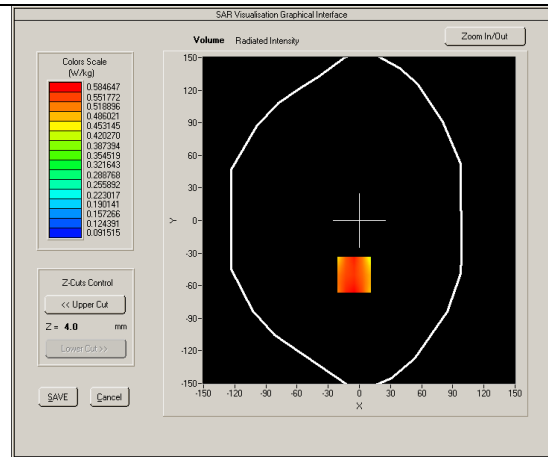 SAR Visualisation Graphical Interface
Volume Radiated Intensity
Zoom In/Out
Colors Scale
(W/kg)
0.584647
0.551772
0.518896
0.486021
0.453145
0.420270
0.387394
0.354519
0.321643
0.288768
0.255892
0.223017
0.190141
0.157266
0.124391
0.091515
Z-Cuts Control
<< Upper Cut
Z = 4.0 mm
Lower Cut >>
SAVE Cancel
150-
120-
90-
60-
30-
0-
-30-
-60-
-90-
-120-
-150-
Y
-150 -120 -90 -60 -30 0 30 60 90 120 150
X